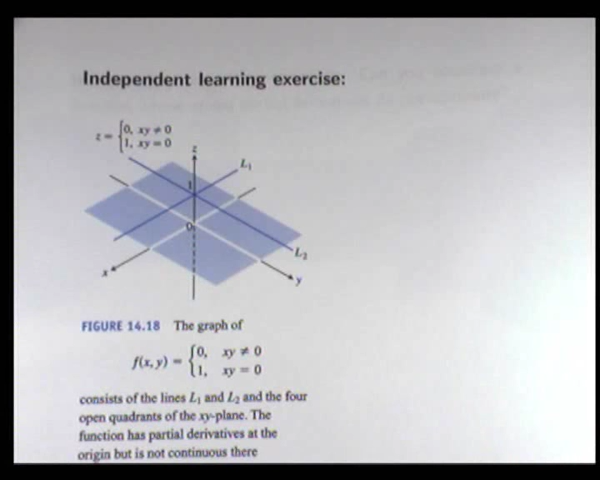 Independent learning exercise:
z = {0, xy ≠ 0
1, xy = 0
z
L₁
1
0
L₂
x
y
FIGURE 14.18 The graph of
f(x, y) = {0, xy ≠ 0
1, xy = 0
consists of the lines L₁ and L₂ and the four
open quadrants of the xy-plane. The
function has partial derivatives at the
origin but is not continuous there